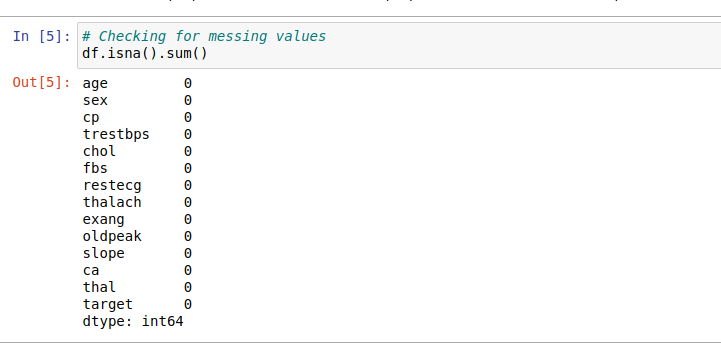 In [5]: # Checking for messing values
df.isna().sum()
Out[5]: age 0
sex 0
cp 0
trestbps 0
chol 0
fbs 0
restecg 0
thalach 0
exang 0
oldpeak 0
slope 0
ca 0
thal 0
target 0
dtype: int64